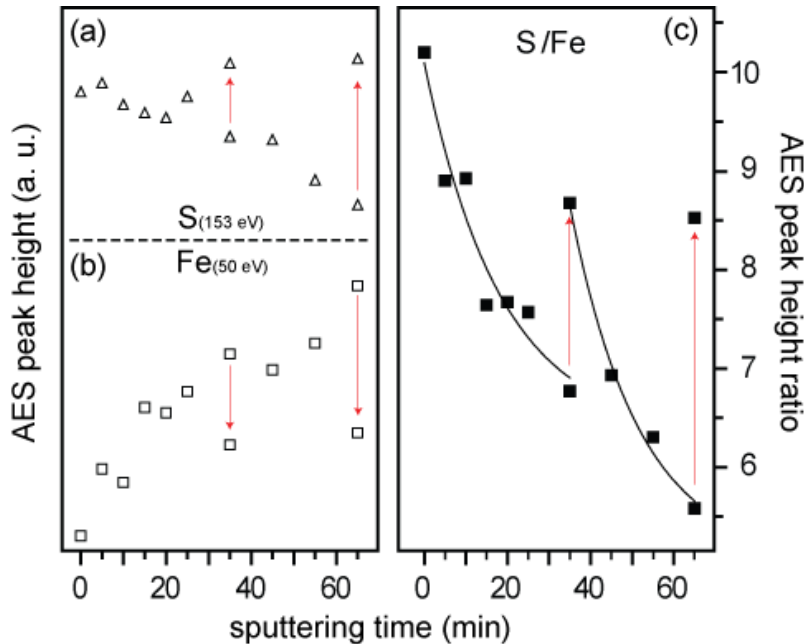 (a)
S(153 eV)
(b)
Fe(50 eV)
AES peak height (a. u.)
0 20 40 60
S/Fe
(c)
10
9
8
7
6
AES peak height ratio
0 20 40 60
sputtering time (min)